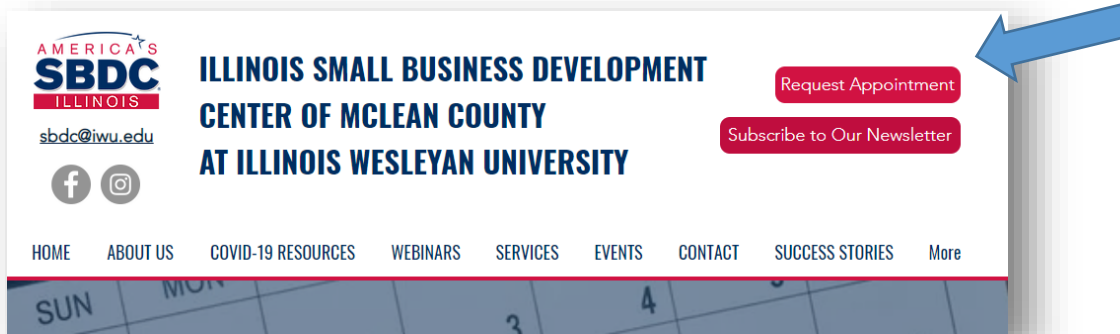 AMERICA'S
SBDC
ILLINOIS
sbdc@iwu.edu
ILLINOIS SMALL BUSINESS DEVELOPMENT
CENTER OF MCLEAN COUNTY
AT ILLINOIS WESLEYAN UNIVERSITY
Request Appointment
Subscribe to Our Newsletter
HOME ABOUT US COVID-19 RESOURCES WEBINARS SERVICES EVENTS CONTACT SUCCESS STORIES More
SUN MON
3 4